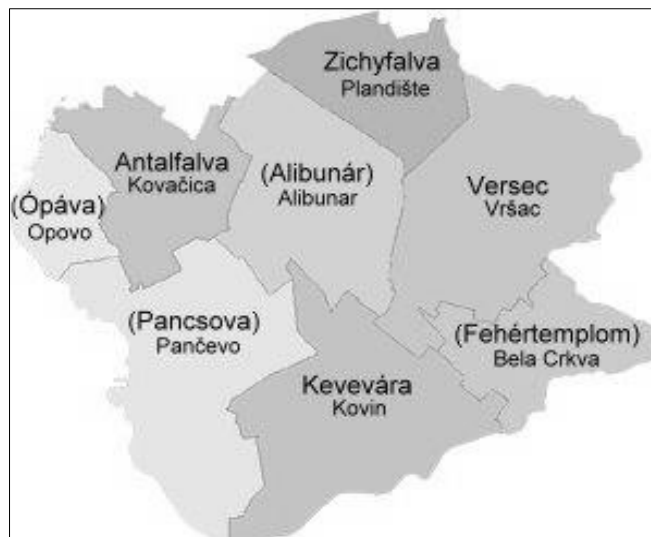 Zichyfalva
Plandište
Antalfalva
Kovačica
(Alibunár)
Alibunar
Versec
Vršac
(Ópáva)
Opovo
(Pancsova)
Pančevo
(Fehértemplom)
Bela Crkva
Kevevára
Kovin